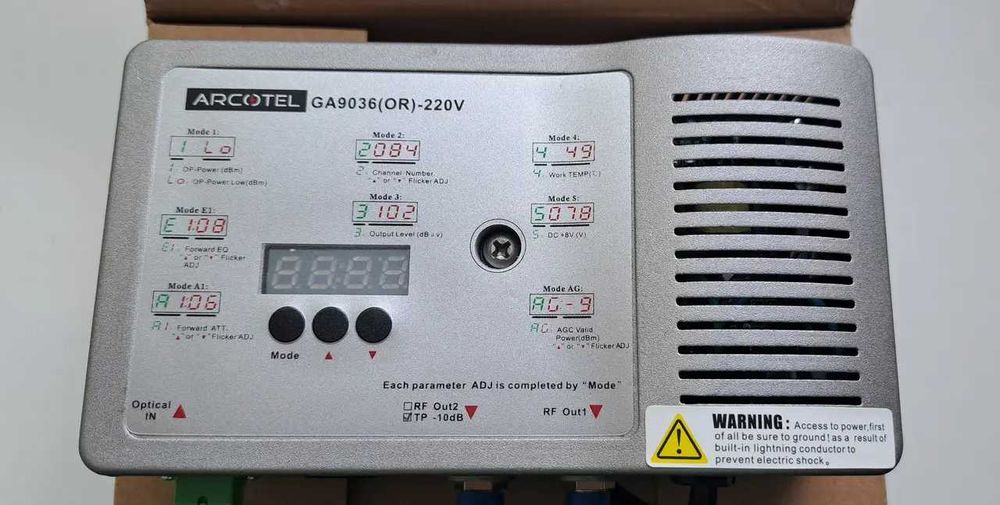 ARCOTEL GA9036(OR)-220V
Mode 1:
1 Lo
1. OP-Power(dBm)
Lo. OP-Power Low(dBm)
Mode 2:
2084
2. Channel Number
"▲" or "▼" Flicker ADJ
Mode 4:
4 49
4. Work TEMP(℃)
Mode E1:
E 1.08
E1. Forward EQ
"▲" or "▼" Flicker
ADJ
Mode 3:
3102
3. Output Level (dBμv)
Mode 5:
5078
5. DC +8V (V)
Mode A1:
A 1.06
A1. Forward ATT.
"▲" or "▼" Flicker ADJ
Mode AG:
AG-9
AG. AGC Valid
Power(dBm)
"▲" or "▼" Flicker ADJ
Mode ▲ ▼
Each parameter ADJ is completed by “Mode”
Optical
IN ▲
☐RF Out2
☑TP -10dB ▼
RF Out1 ▼
WARNING: Access to power,first
of all be sure to ground! as a result of
built-in lightning conductor to
prevent electric shock。